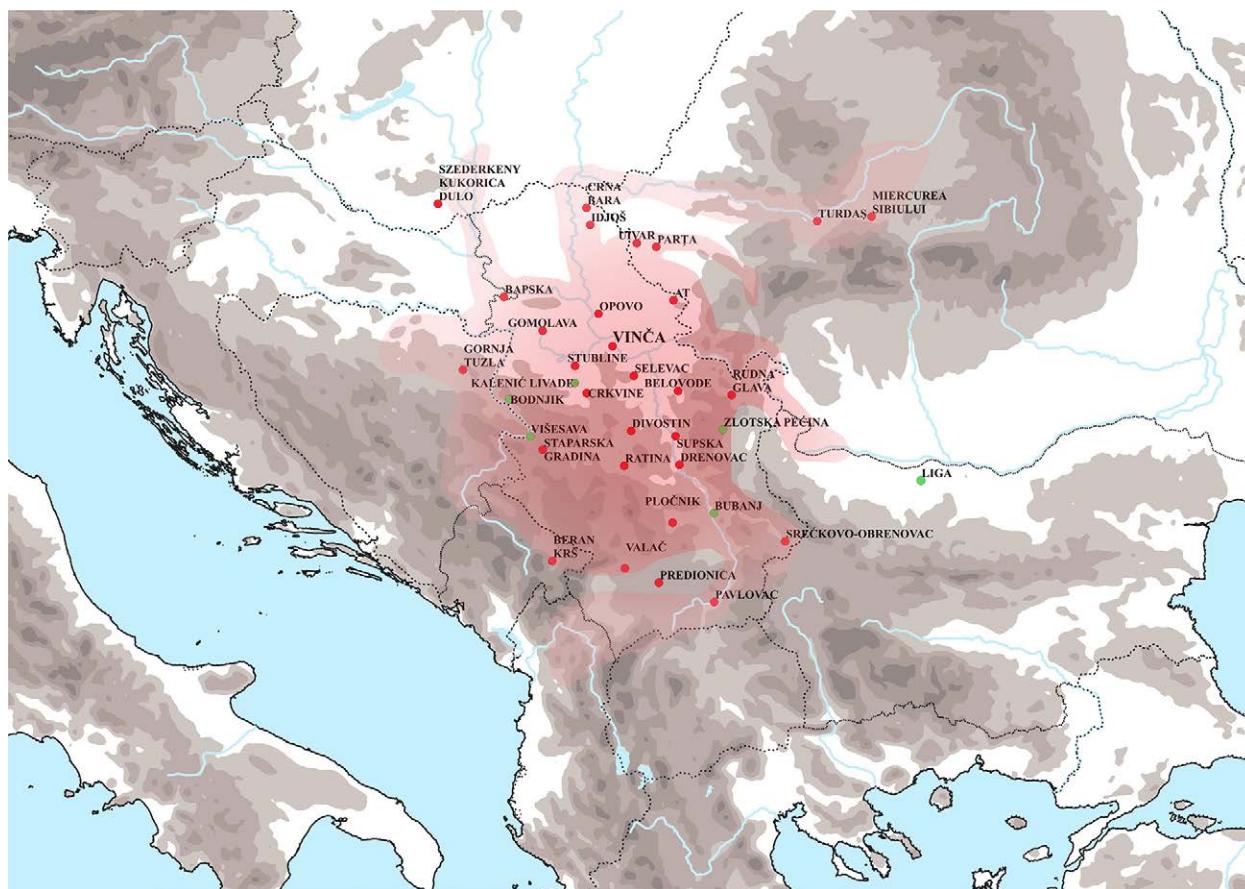 SZEDERKENY
KUKORICA
DULO
CRNA
BARA
IDJOŠ
UIVAR
PARȚA
TURDAŞ
MIERCUREA
SIBIULUI
BAPSKA
AT
OPOVO
GOMOLAVA
VINČA
GORNJA
TUZLA
STUBLINE
SELEVAC
RUDNA
GLAVA
KALENIĆ LIVADE
BELOVODE
CRKVINE
BODNJIK
VIŠESAVA
DIVOSTIN
ZLOTSKA PEĆINA
STAPARSKA
GRADINA
SUPSKA
RATINA
DRENOVAC
LIGA
PLOČNIK
BUBANJ
SREČKOVO-OBRENOVAC
BERAN
KRŠ
VALAČ
PREDIONICA
PAVLOVAC